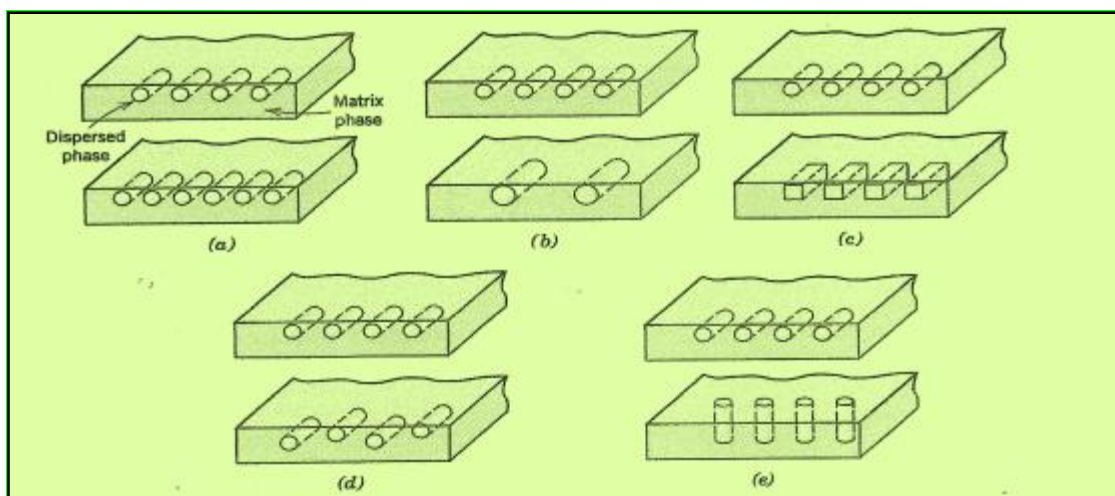 Dispersed
phase
Matrix
phase
(a)
(b)
(c)
(d)
(e)